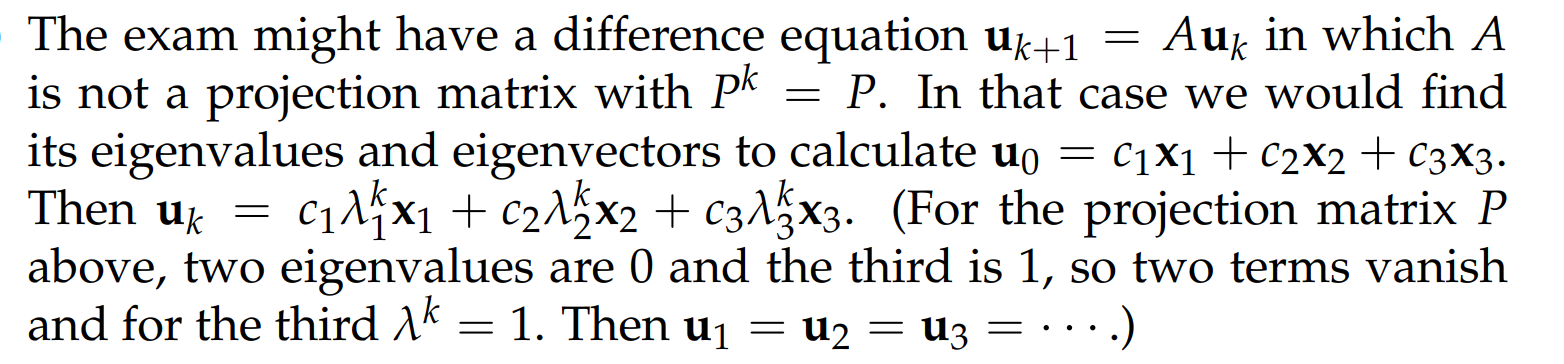 The exam might have a difference equation u_{k+1} = Au_k in which A
is not a projection matrix with P^k = P. In that case we would find
its eigenvalues and eigenvectors to calculate u_0 = c_1x_1 + c_2x_2 + c_3x_3.
Then u_k = c_1λ_1^k x_1 + c_2λ_2^k x_2 + c_3λ_3^k x_3. (For the projection matrix P
above, two eigenvalues are 0 and the third is 1, so two terms vanish
and for the third λ^k = 1. Then u_1 = u_2 = u_3 = · · · .)